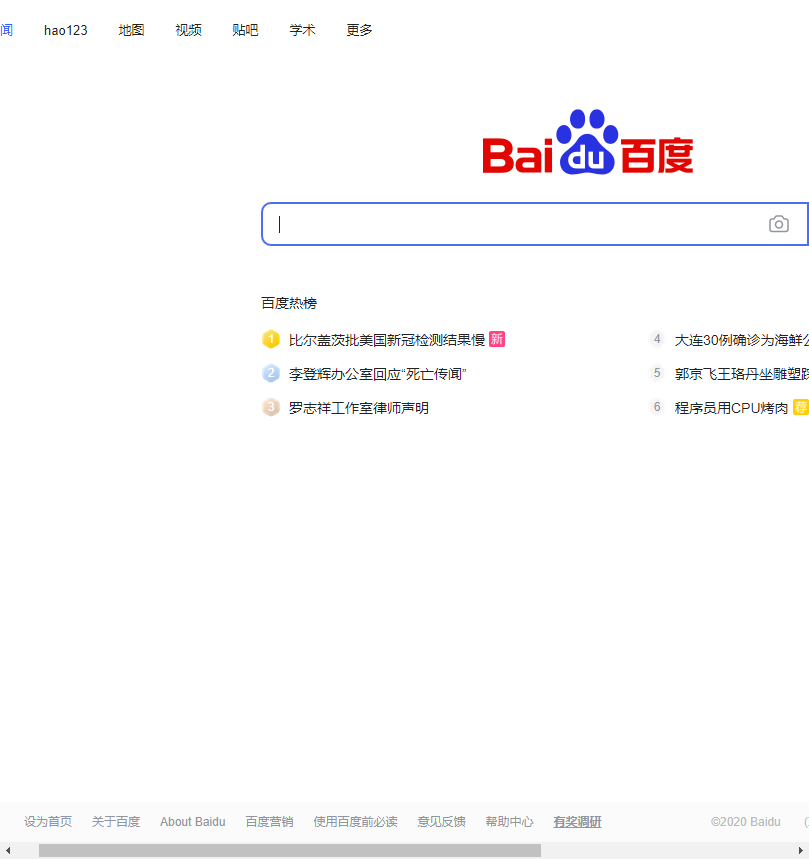 闻 hao123 地图 视频 贴吧 学术 更多
Bai du 百度
百度热榜
1 比尔盖茨批美国新冠检测结果慢 新
2 李登辉办公室回应“死亡传闻”
3 罗志祥工作室律师声明
4 大连30例确诊为海鲜公
5 郭京飞王珞丹坐雕塑
6 程序员用CPU烤肉 荐
设为首页 关于百度 About Baidu 百度营销 使用百度前必读 意见反馈 帮助中心 有奖调研 ©2020 Baidu (